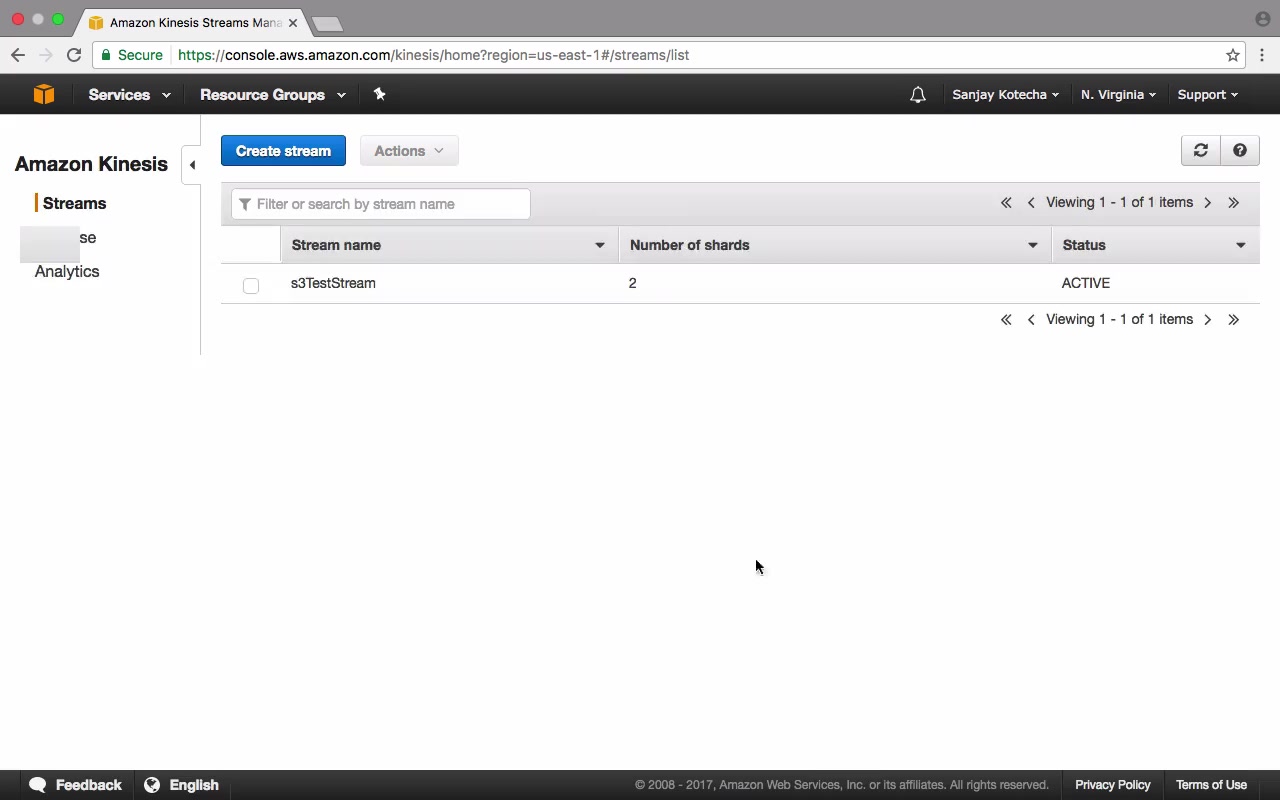 Amazon Kinesis Streams Mana
Secure https://console.aws.amazon.com/kinesis/home?region=us-east-1#/streams/list
Services Resource Groups Sanjay Kotecha N. Virginia Support
Amazon Kinesis
Streams
se
Analytics
Create stream Actions
Filter or search by stream name
Viewing 1 - 1 of 1 items
Stream name Number of shards Status
s3TestStream 2 ACTIVE
Viewing 1 - 1 of 1 items
Feedback English © 2008 - 2017, Amazon Web Services, Inc. or its affiliates. All rights reserved. Privacy Policy Terms of Use